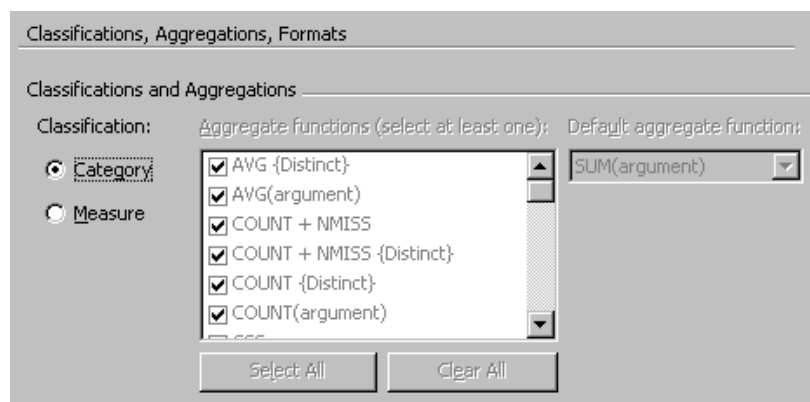 Classifications, Aggregations, Formats
Classifications and Aggregations
Classification:
Category
Measure
Aggregate functions (select at least one):
AVG {Distinct}
AVG(argument)
COUNT + NMISS
COUNT + NMISS {Distinct}
COUNT {Distinct}
COUNT(argument)
Select All
Clear All
Default aggregate function:
SUM(argument)